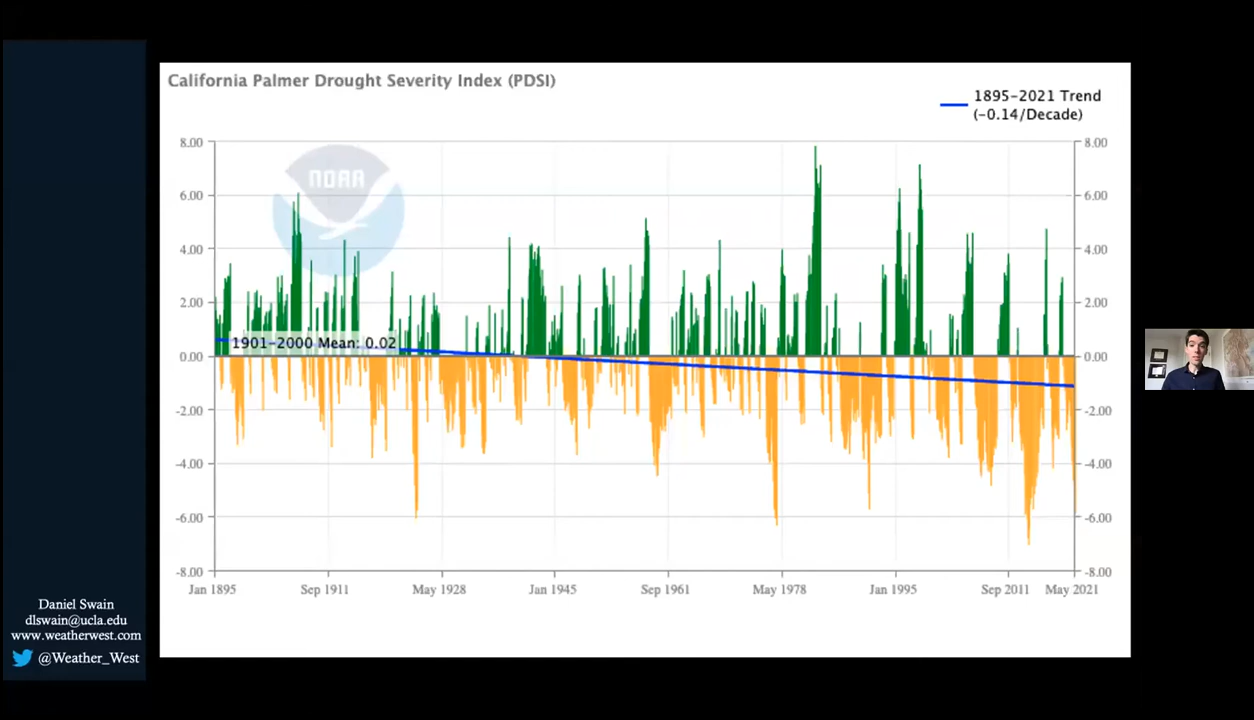 California Palmer Drought Severity Index (PDSI)
1895-2021 Trend
(-0.14/Decade)
8.00 8.00
NOAA
6.00 6.00
4.00 4.00
2.00 2.00
1901-2000 Mean: 0.02
0.00 0.00
-2.00 -2.00
-4.00 -4.00
-6.00 -6.00
-8.00 -8.00
Jan 1895 Sep 1911 May 1928 Jan 1945 Sep 1961 May 1978 Jan 1995 Sep 2011 May 2021
Daniel Swain
dlswain@ucla.edu
www.weatherwest.com
@Weather_West